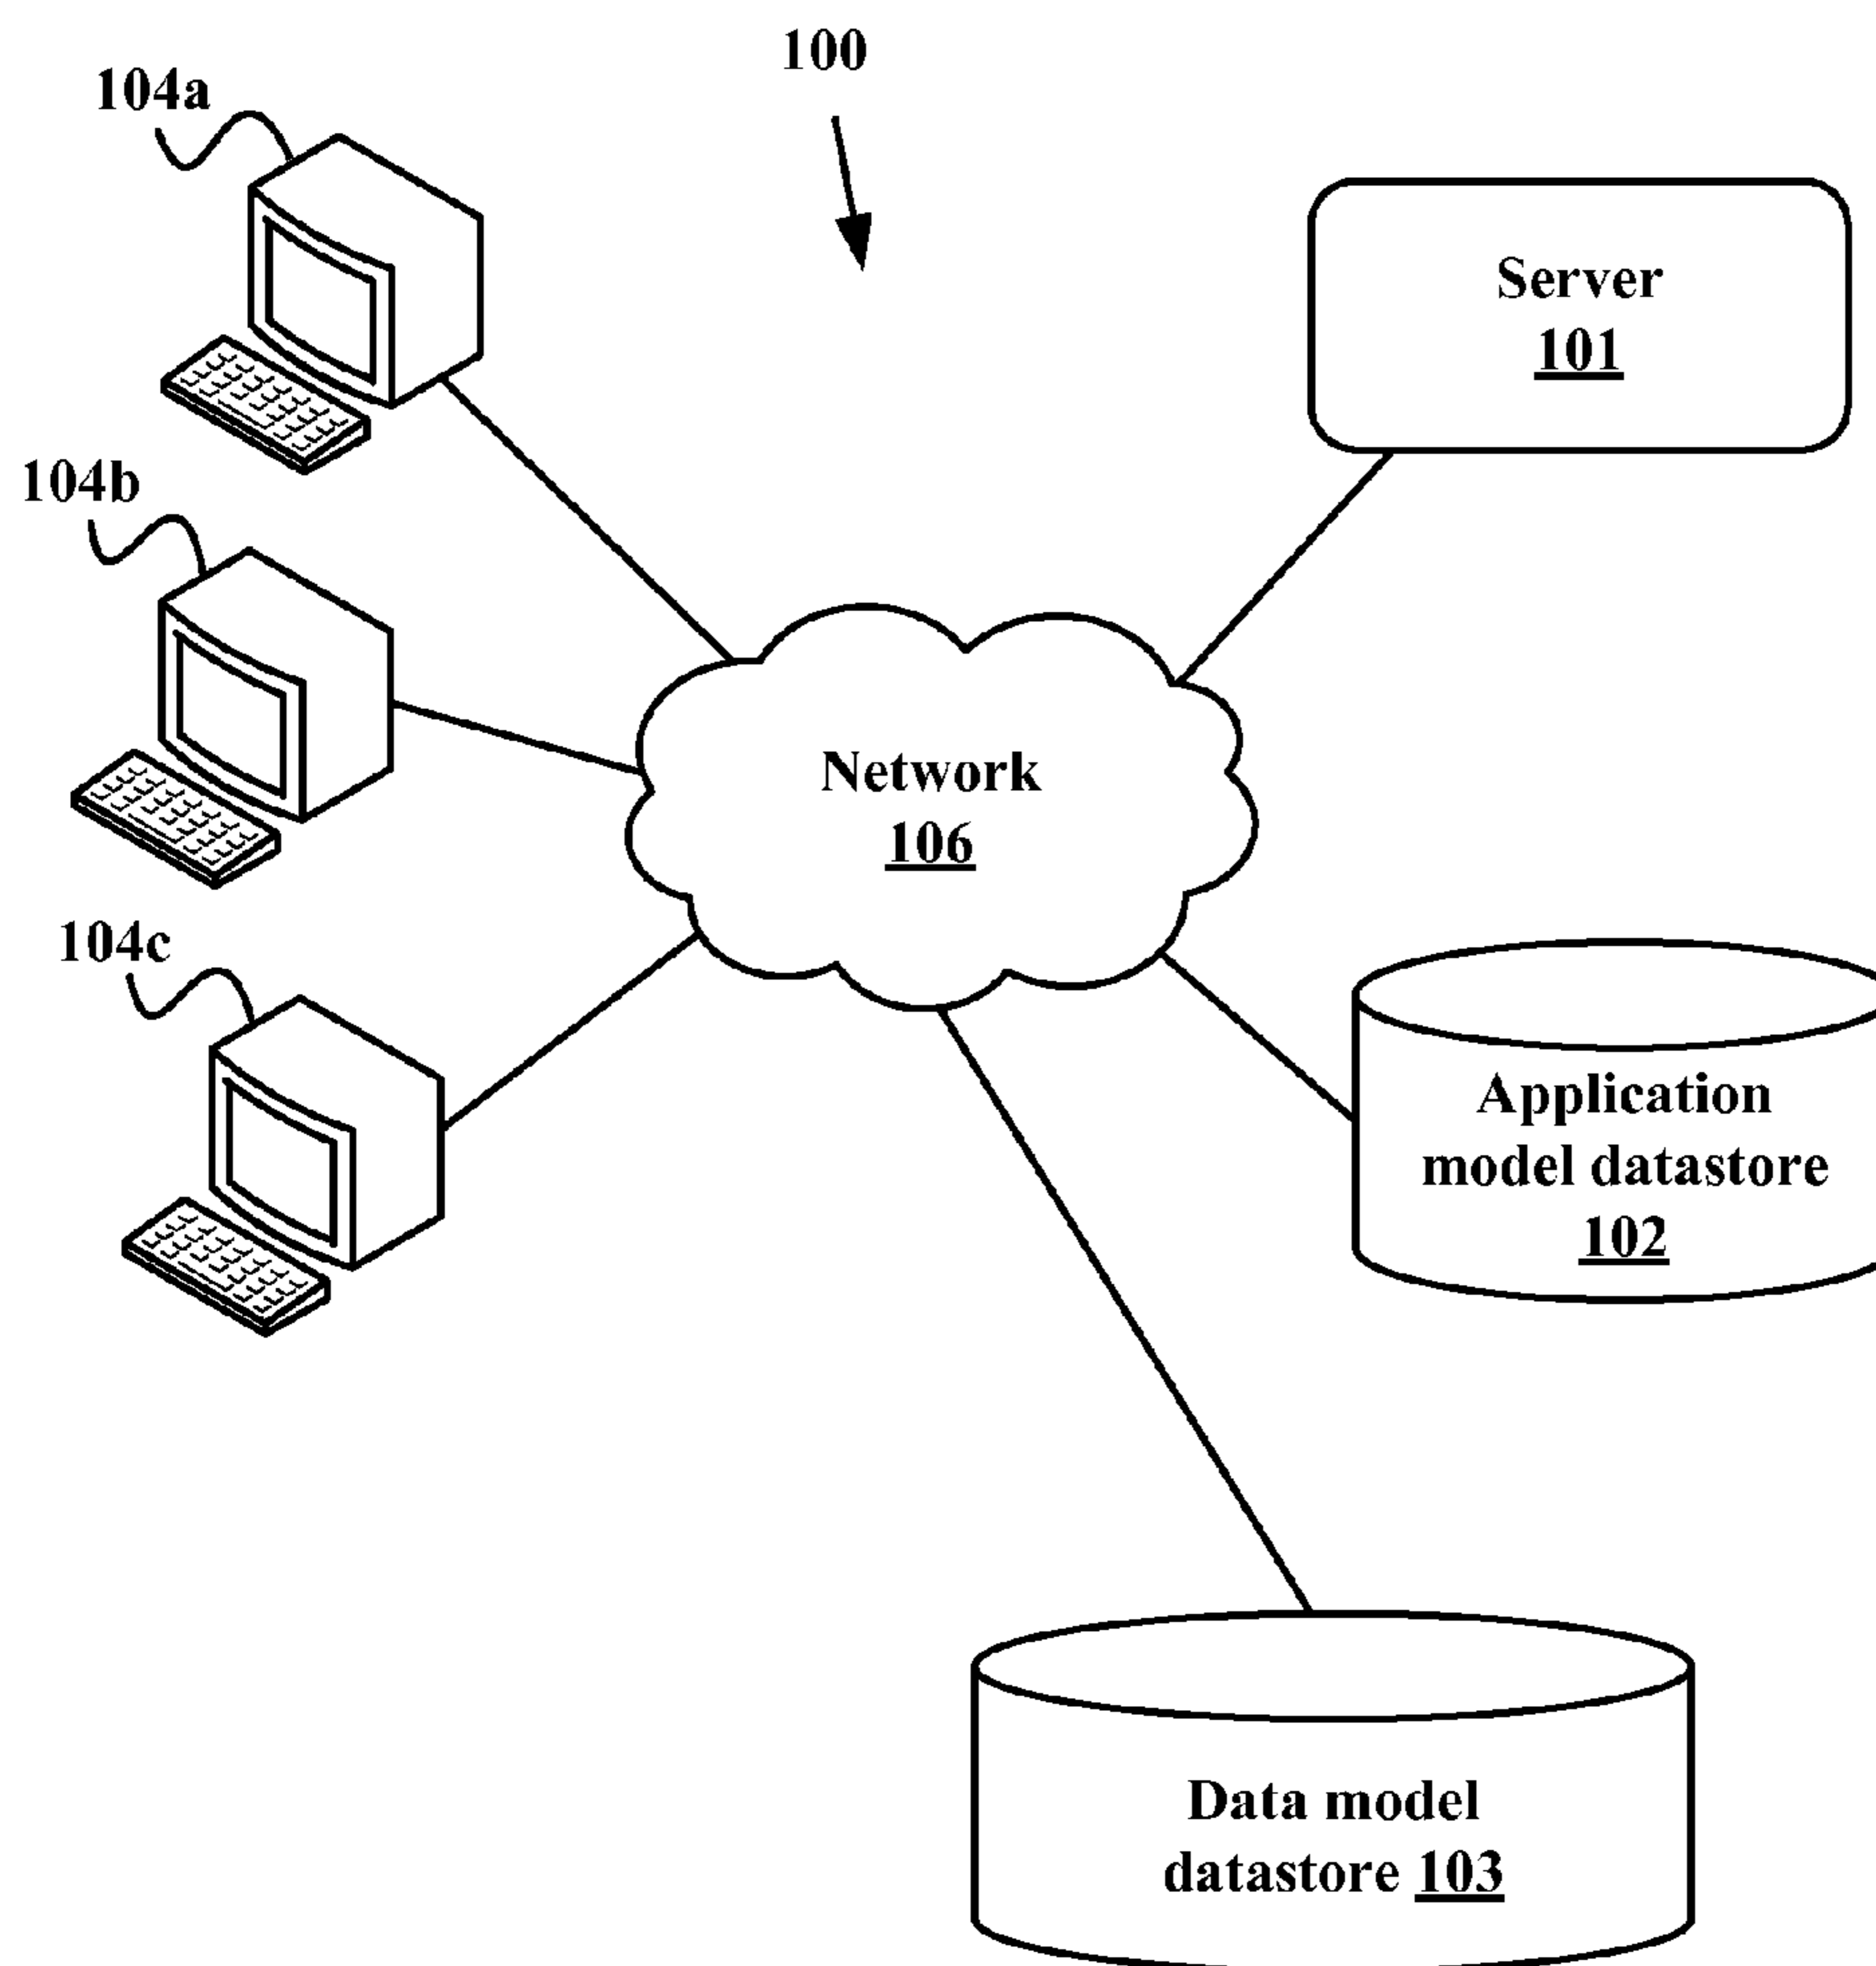 100
104a
Server
101
104b
Network
106
104c
Application
model datastore
102
Data model
datastore 103